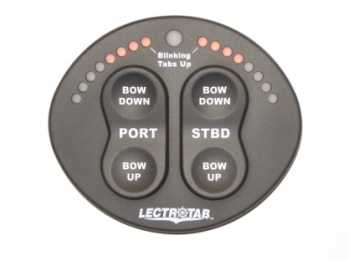 Blinking
Tabs Up
BOW
DOWN
BOW
DOWN
PORT
STBD
BOW
UP
BOW
UP
LECTROTAB